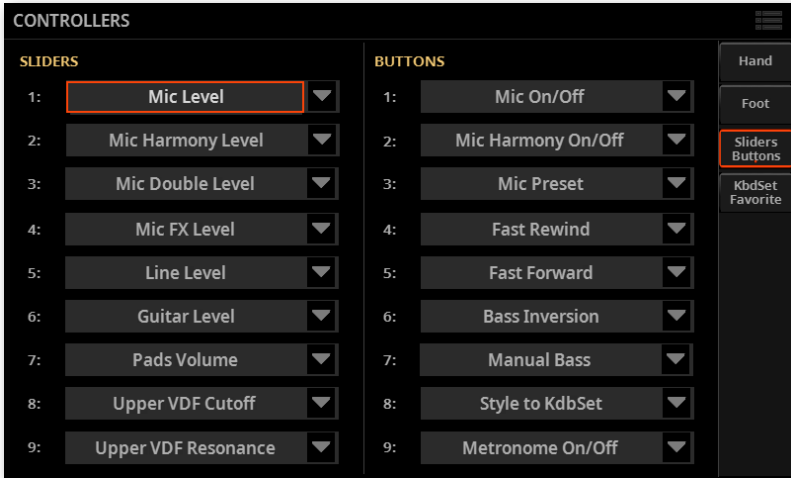 CONTROLLERS
SLIDERS
1: Mic Level
2: Mic Harmony Level
3: Mic Double Level
4: Mic FX Level
5: Line Level
6: Guitar Level
7: Pads Volume
8: Upper VDF Cutoff
9: Upper VDF Resonance
BUTTONS
1: Mic On/Off
2: Mic Harmony On/Off
3: Mic Preset
4: Fast Rewind
5: Fast Forward
6: Bass Inversion
7: Manual Bass
8: Style to KdbSet
9: Metronome On/Off
Hand
Foot
Sliders
Buttons
KbdSet
Favorite